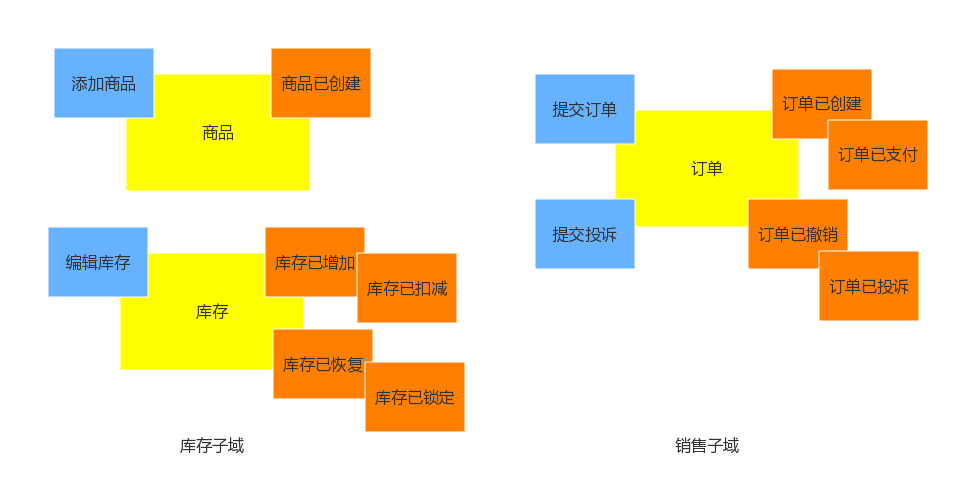 添加商品
商品已创建
商品
编辑库存
库存已增加
库存已扣减
库存
库存已恢复
库存已锁定
库存子域
提交订单
订单已创建
订单已支付
订单
提交投诉
订单已撤销
订单已投诉
销售子域